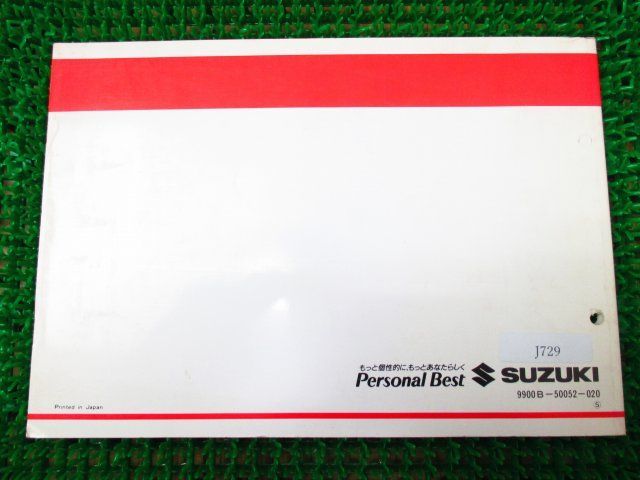 J729
もっと個性的に、もっとあなたらしく
Personal Best SUZUKI
9900B-50052-020
Printed in Japan
⑤